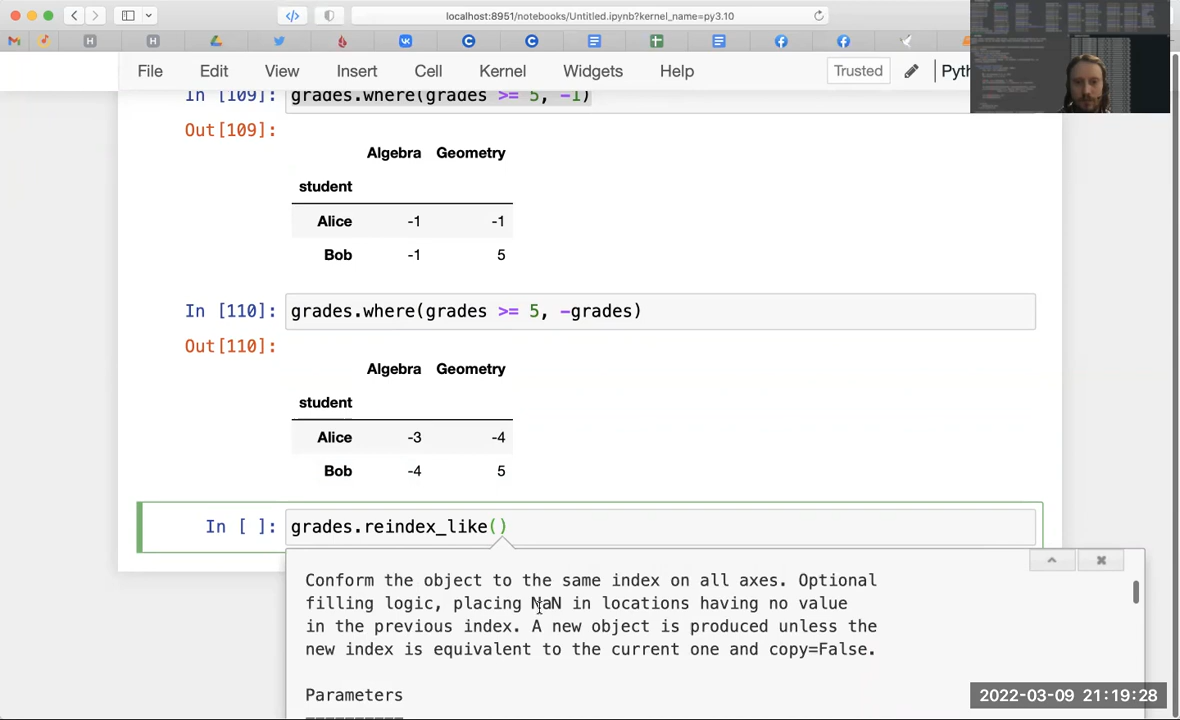 localhost:8951/notebooks/Untitled.ipynb?kernel_name=py3.10
File Edit View Insert Cell Kernel Widgets Help Trusted Pyth
In [109]: grades.where(grades >= 5, -1)
Out[109]:
Algebra Geometry
student
Alice -1 -1
Bob -1 5
In [110]: grades.where(grades >= 5, -grades)
Out[110]:
Algebra Geometry
student
Alice -3 -4
Bob -4 5
In [ ]: grades.reindex_like()
Conform the object to the same index on all axes. Optional
filling logic, placing NaN in locations having no value
in the previous index. A new object is produced unless the
new index is equivalent to the current one and copy=False.
Parameters
2022-03-09 21:19:28